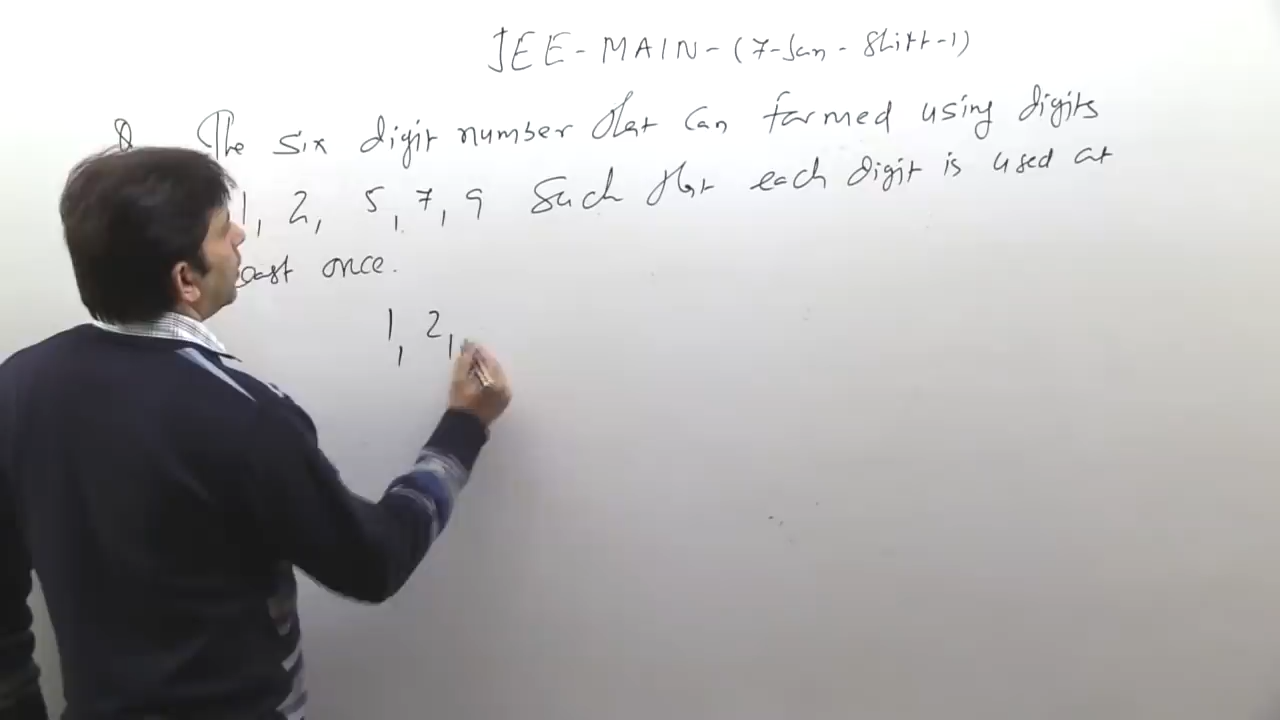 JEE-MAIN-(7-Jan-Shift-1)
Q The six digit number that can formed using digits
1, 2, 5, 7, 9 Such that each digit is used at
once.
1, 2,